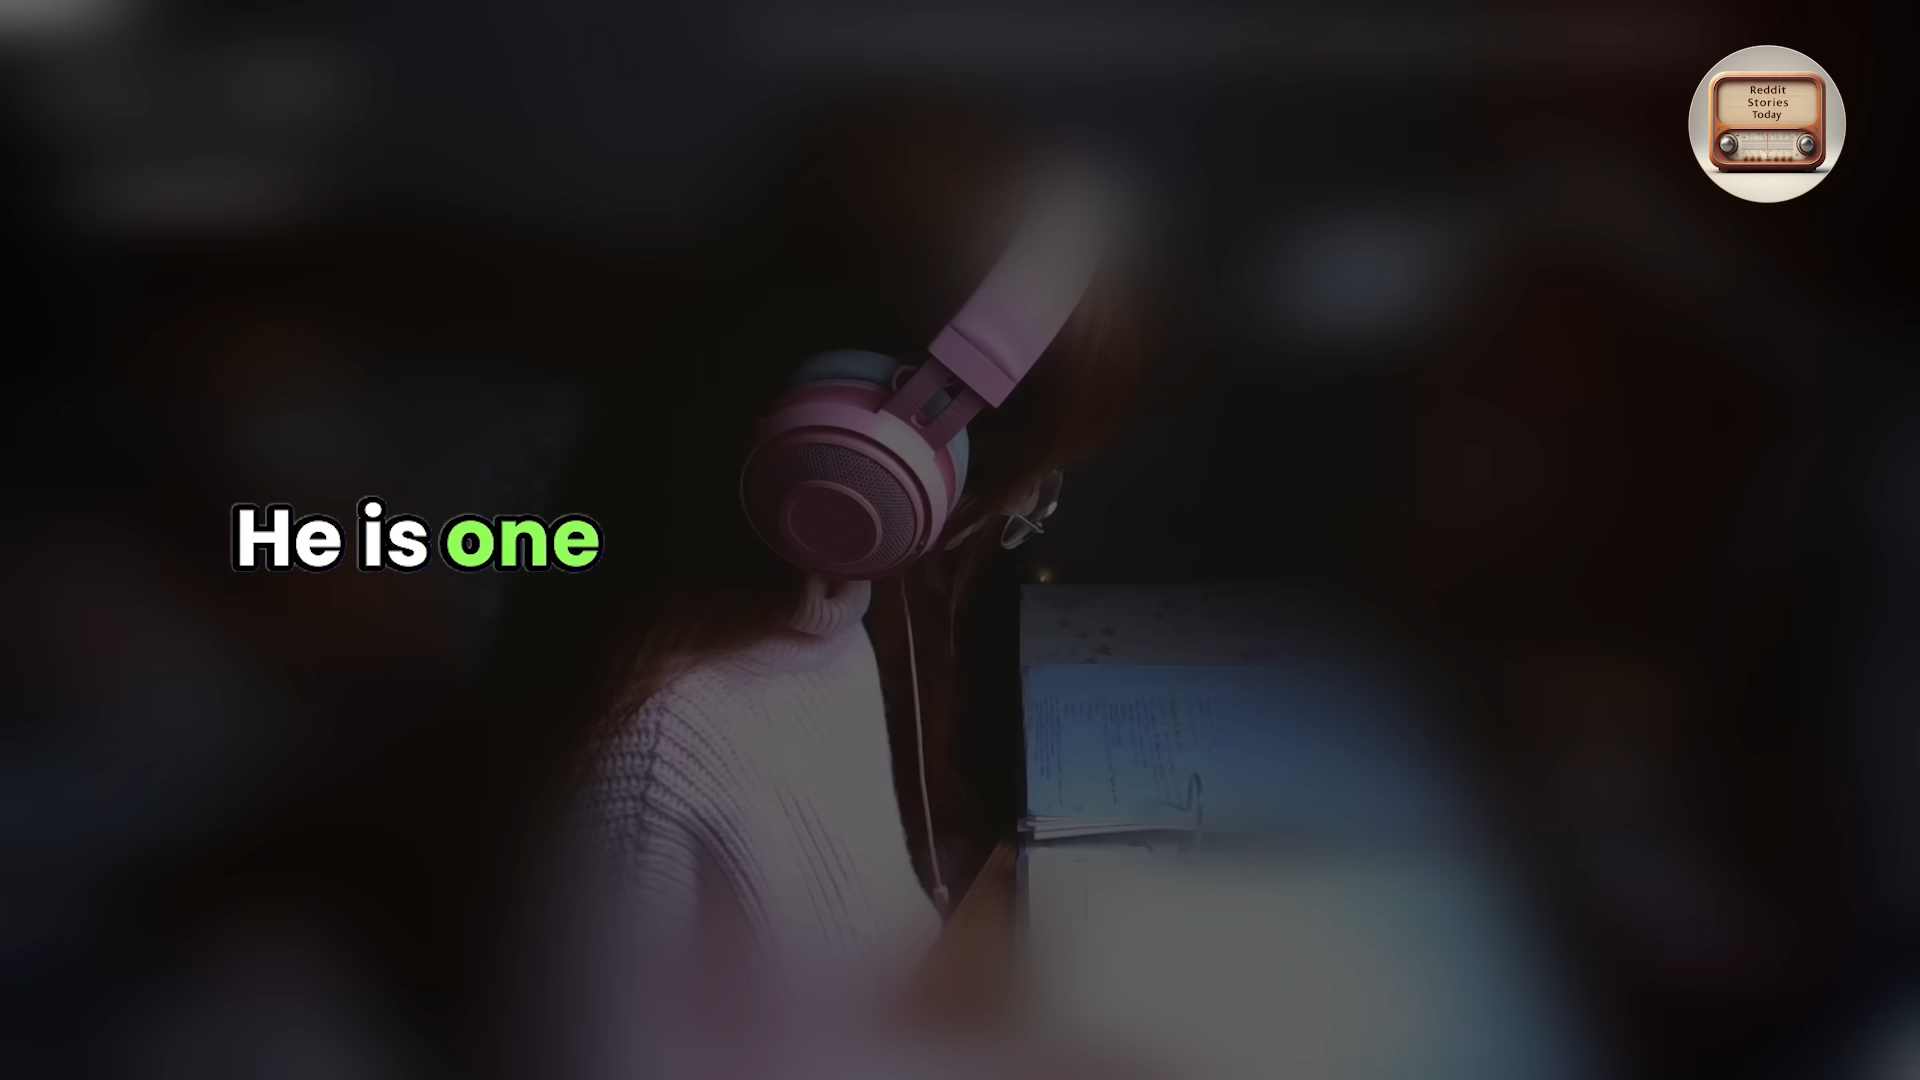 Reddit
Stories
Today
He is one